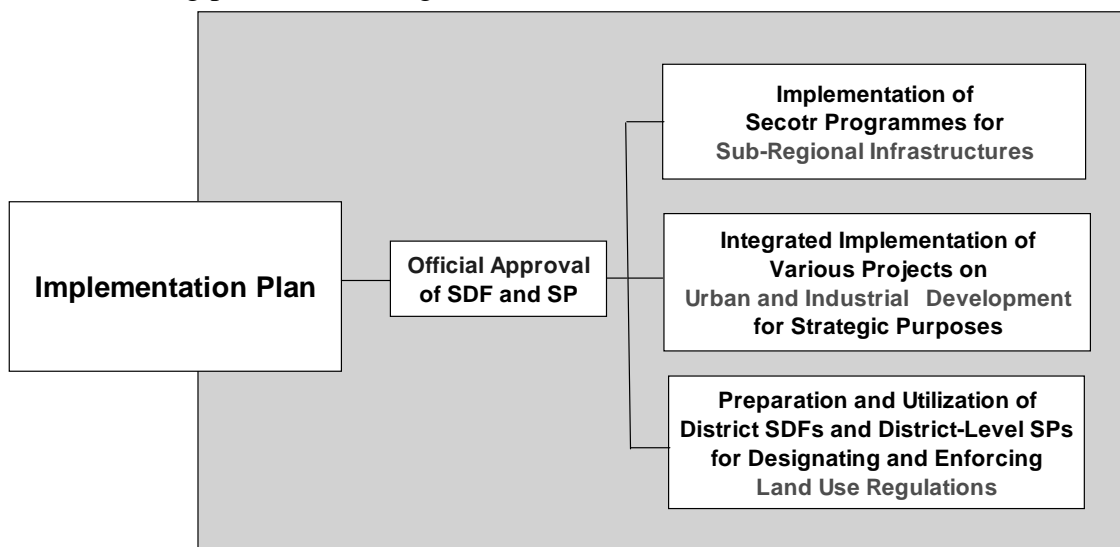 Implementation Plan
Official Approval
of SDF and SP
Implementation of
Secotr Programmes for
Sub-Regional Infrastructures
Integrated Implementation of
Various Projects on
Urban and Industrial Development
for Strategic Purposes
Preparation and Utilization of
District SDFs and District-Level SPs
for Designating and Enforcing
Land Use Regulations